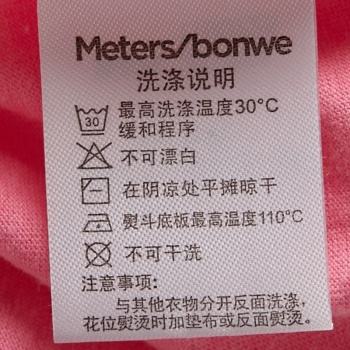 Meters/bonwe
洗涤说明
30 最高洗涤温度30°C
缓和程序
不可漂白
在阴凉处平摊晾干
熨斗底板最高温度110°C
不可干洗
注意事项:
与其他衣物分开反面洗涤,
花位熨烫时加垫布或反面熨烫。